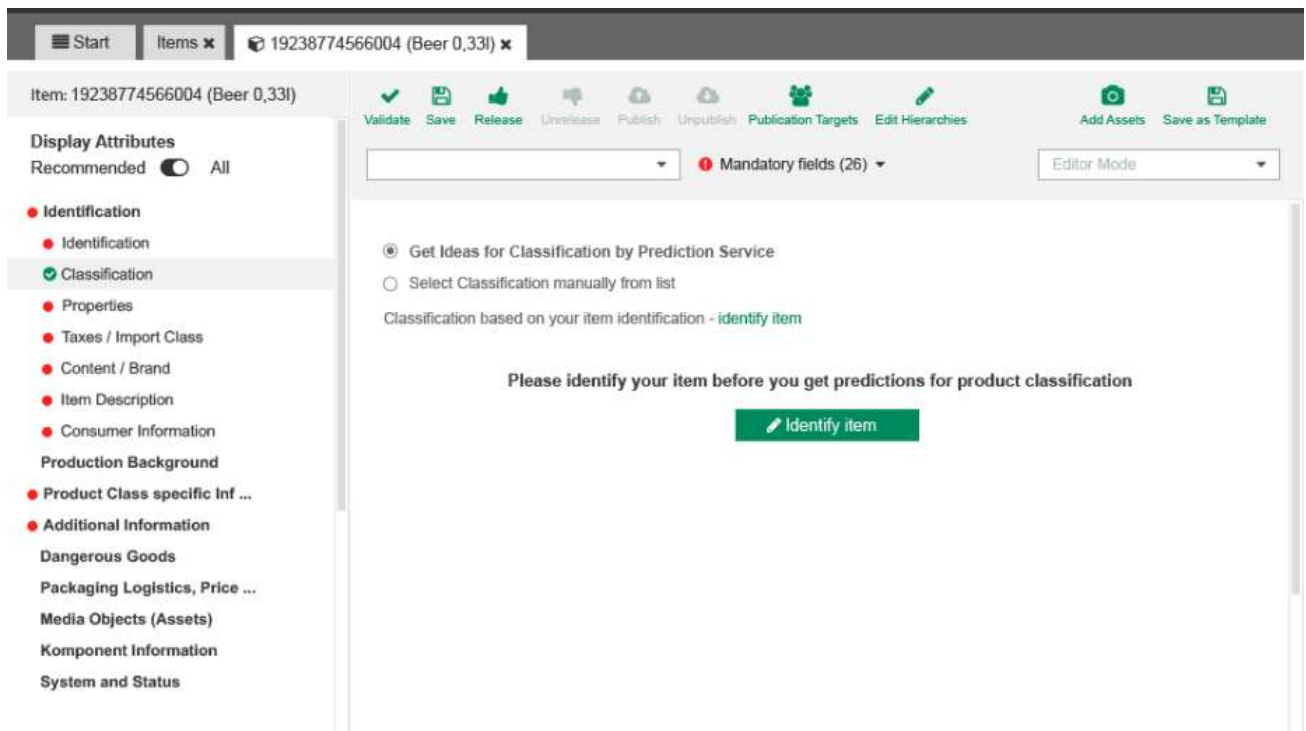 Start
Items
19238774566004 (Beer 0,33l)
Item: 19238774566004 (Beer 0,33l)
Display Attributes
Recommended All
Identification
Identification
Classification
Properties
Taxes / Import Class
Content / Brand
Item Description
Consumer Information
Production Background
Product Class specific Inf ...
Additional Information
Dangerous Goods
Packaging Logistics, Price ...
Media Objects (Assets)
Komponent Information
System and Status
Validate Save Release Unrelease Publish Unpublish Publication Targets Edit Hierarchies Add Assets Save as Template
Mandatory fields (26)
Editor Mode
Get Ideas for Classification by Prediction Service
Select Classification manually from list
Classification based on your item identification - identify item
Please identify your item before you get predictions for product classification
Identify item